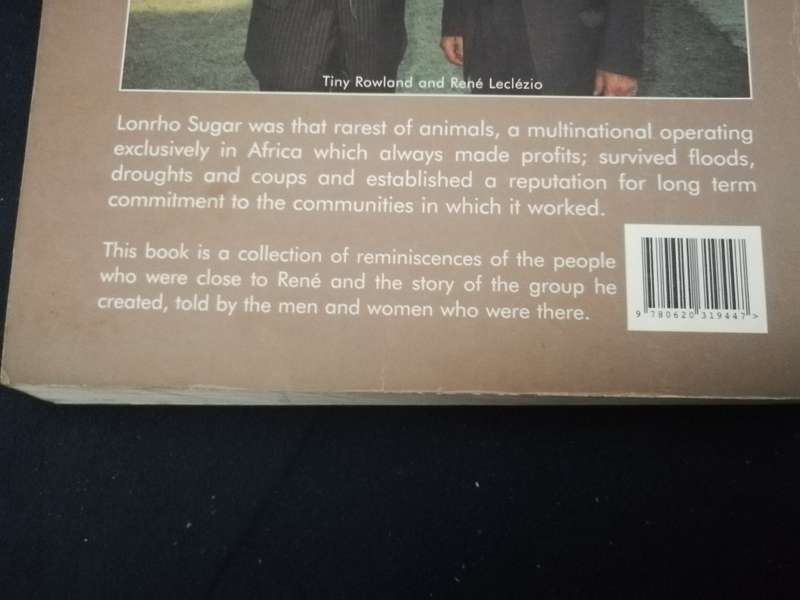 Tiny Rowland and René Leclézio
Lonrho Sugar was that rarest of animals, a multinational operating
exclusively in Africa which always made profits; survived floods,
droughts and coups and established a reputation for long term
commitment to the communities in which it worked.
This book is a collection of reminiscences of the people
who were close to René and the story of the group he
created, told by the men and women who were there.
9 780620 319447 >